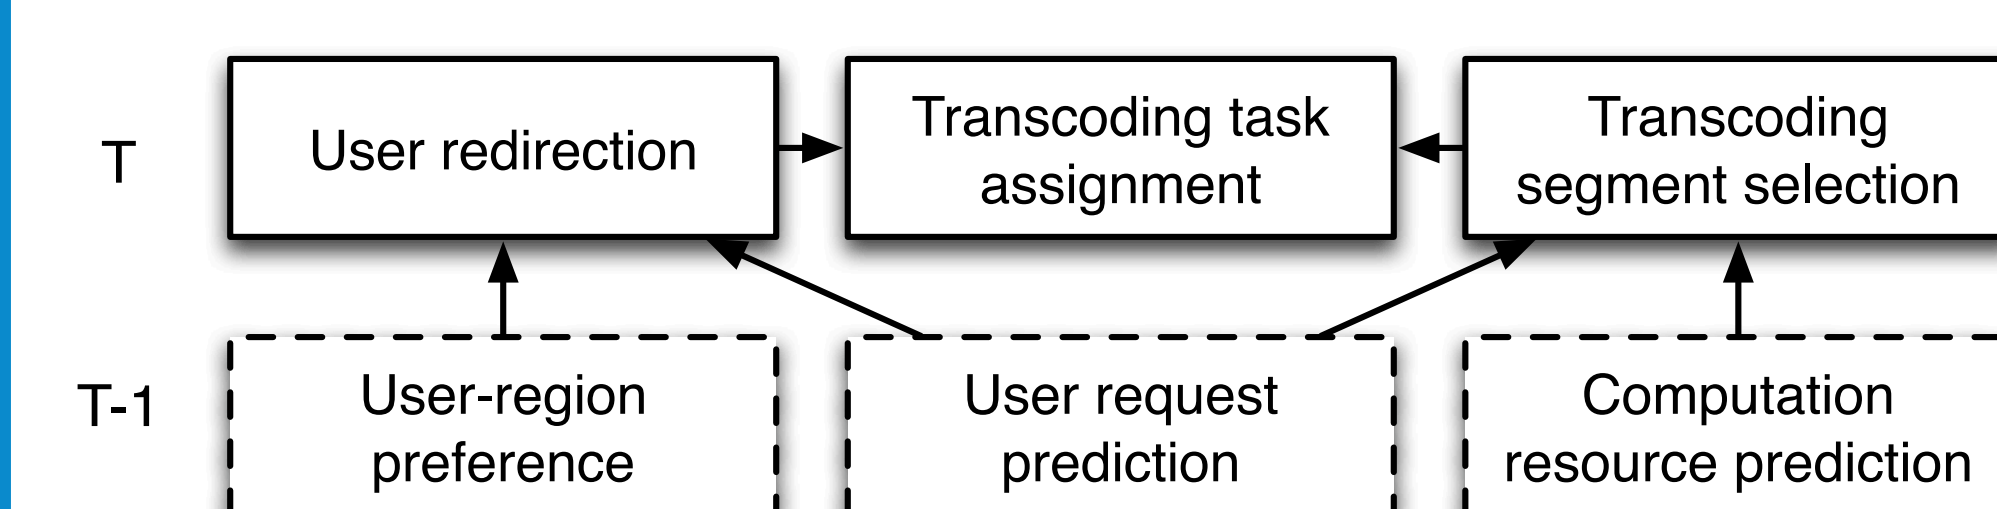 T
User redirection
Transcoding task
assignment
Transcoding
segment selection
T-1
User-region
preference
User request
prediction
Computation
resource prediction